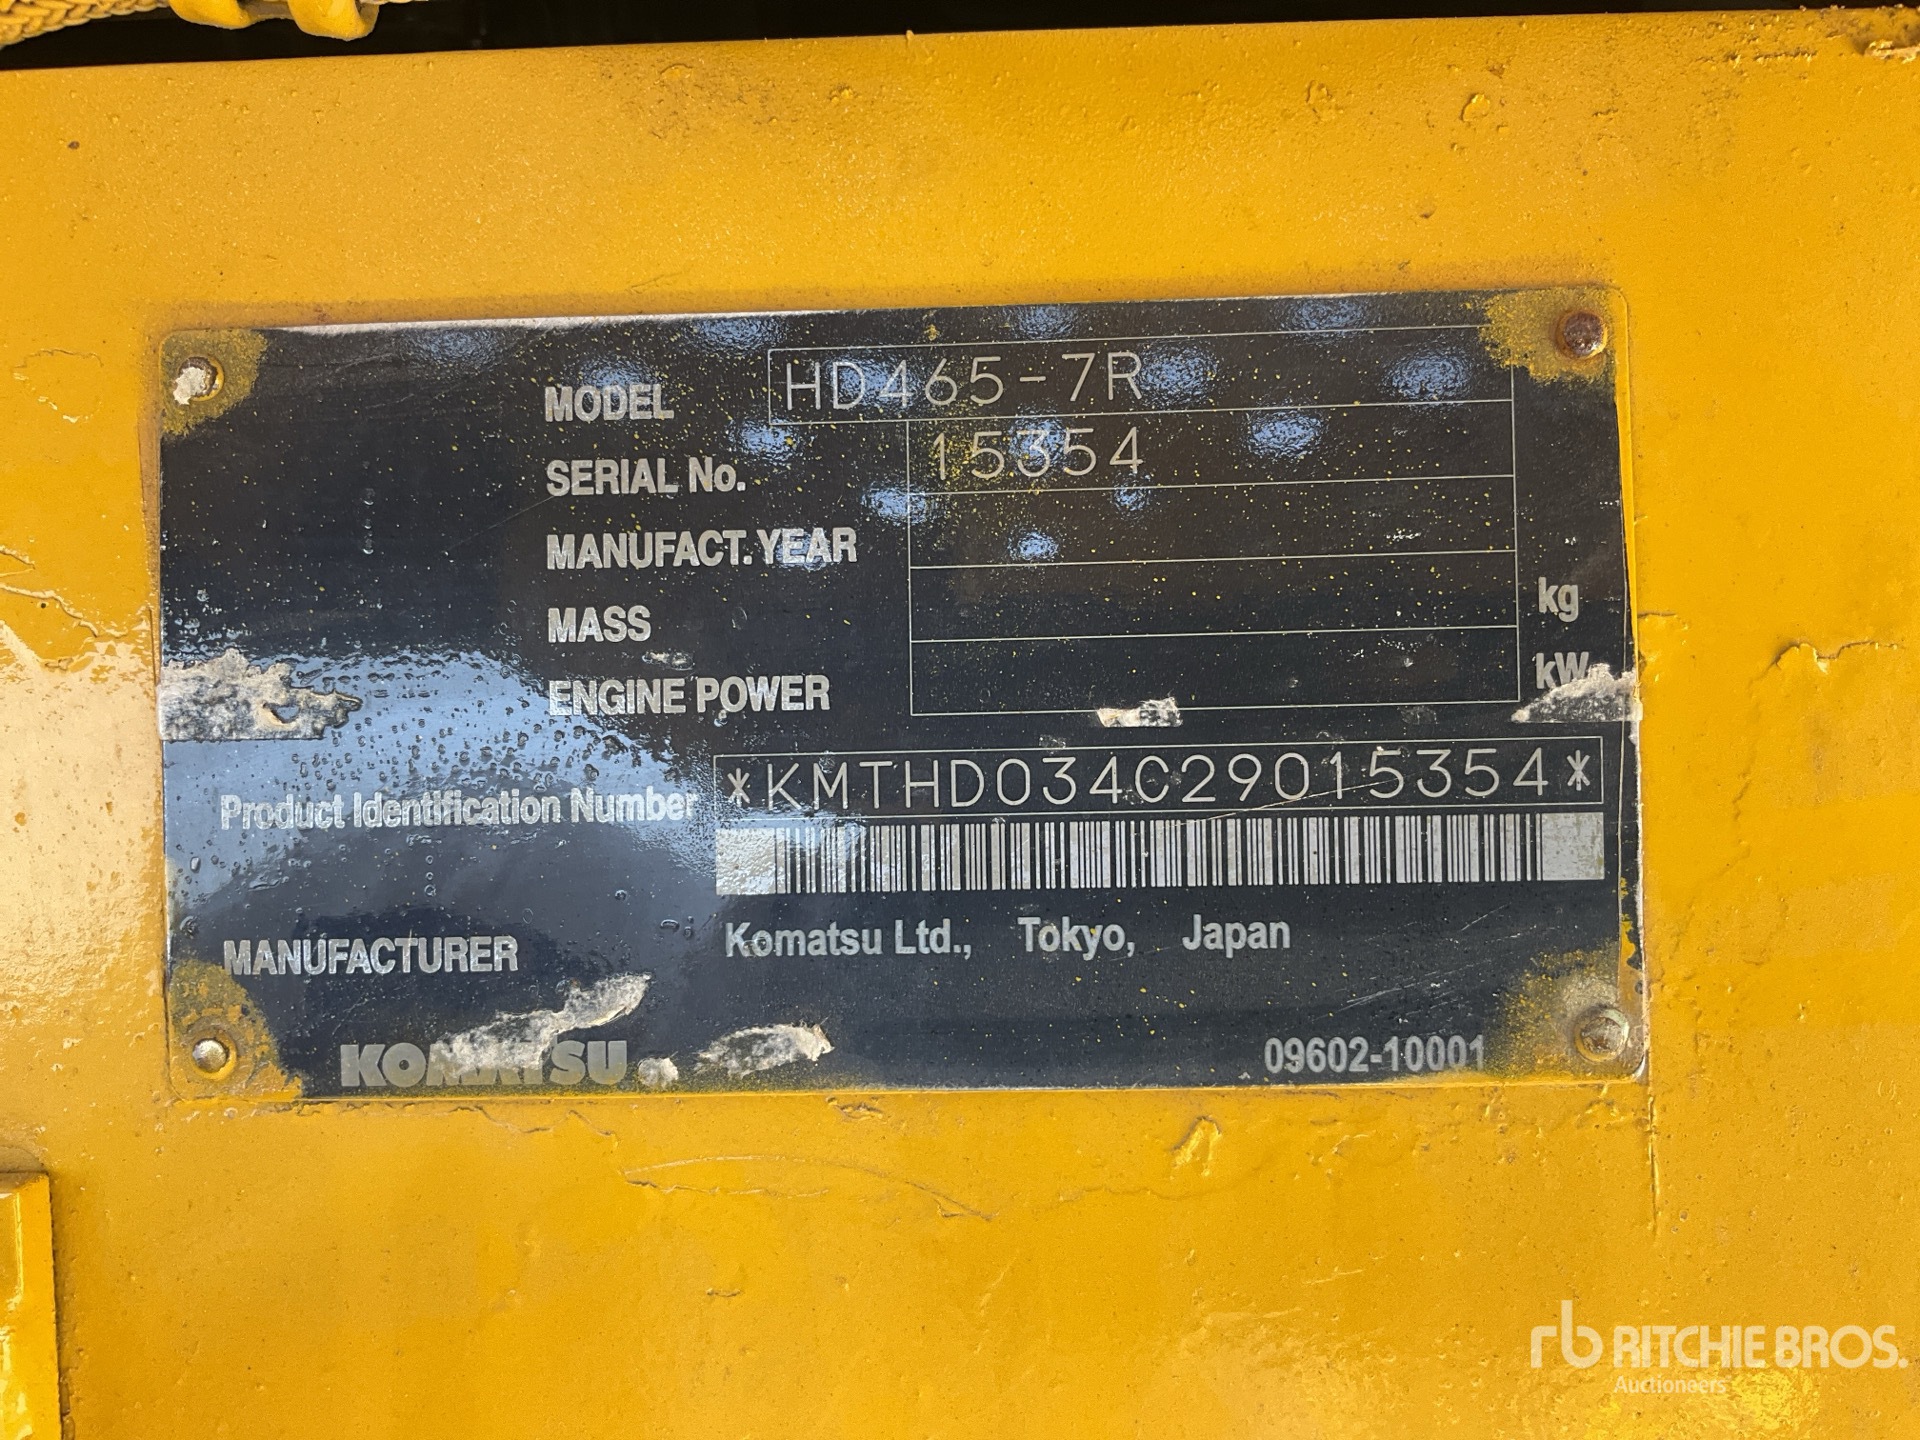 MODEL HD465-7R
SERIAL No. 15354
MANUFACT. YEAR
MASS kg
ENGINE POWER kW
Product Identification Number *KMTHD034C29015354*
MANUFACTURER Komatsu Ltd., Tokyo, Japan
KOMATSU 09602-10001
rb RITCHIE BROS.
Auctioneers